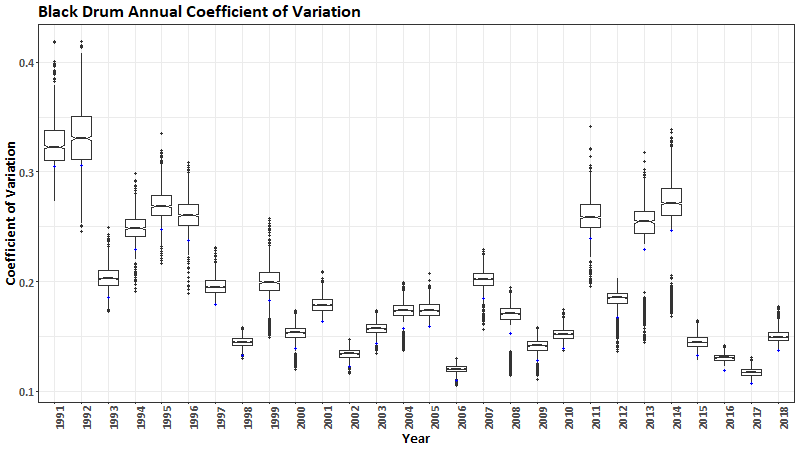 Black Drum Annual Coefficient of Variation
Coefficient of Variation
0.4
0.3
0.2
0.1
1991 1992 1993 1994 1995 1996 1997 1998 1999 2000 2001 2002 2003 2004 2005 2006 2007 2008 2009 2010 2011 2012 2013 2014 2015 2016 2017 2018
Year